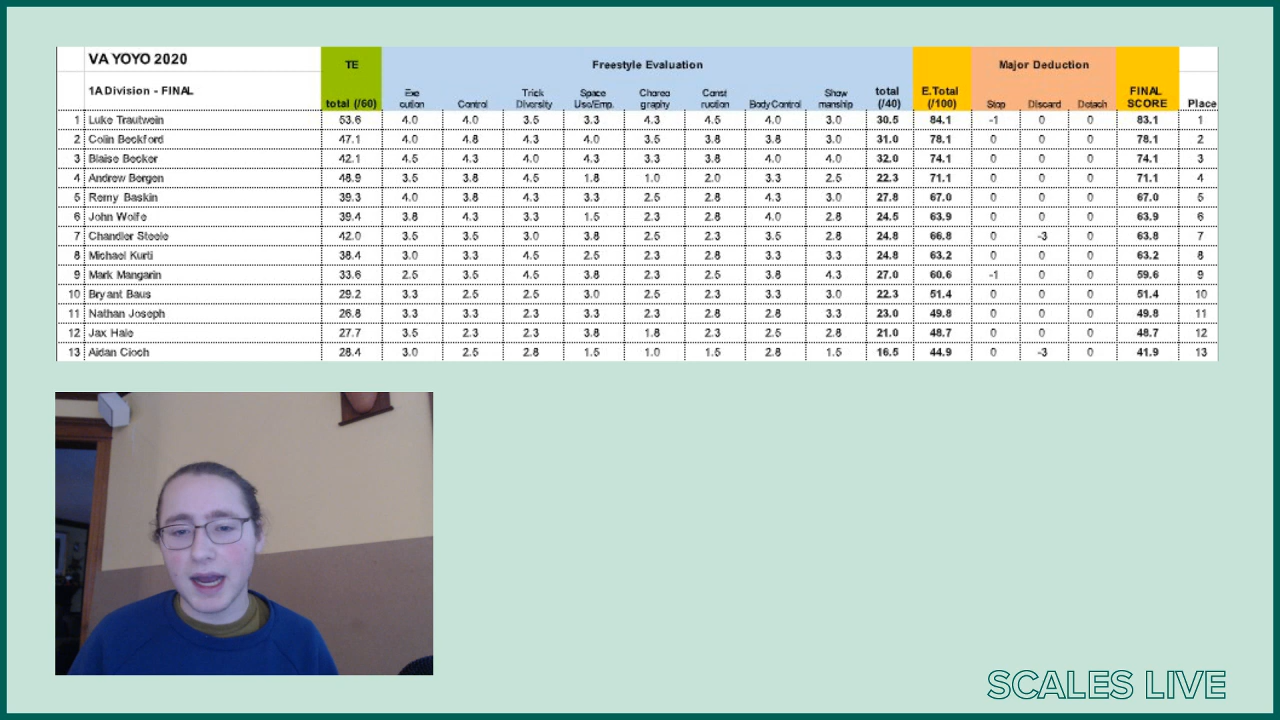 VA YOYO 2020 TE Freestyle Evaluation Major Deduction
1A Division - FINAL total (/60) Exe cution Control Trick Diversity Space Use/Emp. Choreo graphy Const ruction Body Control Show manship total (/40) E.Total (/100) Stop Discard Detach FINAL SCORE Place
1 Luke Trautwein 53.6 4.0 4.0 3.5 3.3 4.3 4.5 4.0 3.0 30.5 84.1 -1 0 0 83.1 1
2 Colin Beckford 47.1 4.0 4.8 4.3 4.0 3.5 3.8 3.8 3.0 31.0 78.1 0 0 0 78.1 2
3 Blaise Becker 42.1 4.5 4.3 4.0 4.3 3.3 3.8 4.0 4.0 32.0 74.1 0 0 0 74.1 3
4 Andrew Bergen 48.9 3.5 3.8 4.5 1.8 1.0 2.0 3.3 2.5 22.3 71.1 0 0 0 71.1 4
5 Remy Baskin 39.3 4.0 3.8 4.3 3.3 2.5 2.8 4.3 3.0 27.8 67.0 0 0 0 67.0 5
6 John Wolfe 39.4 3.8 4.3 3.3 1.5 2.3 2.8 4.0 2.8 24.5 63.9 0 0 0 63.9 6
7 Chandler Steele 42.0 3.5 3.5 3.0 3.8 2.5 2.3 3.5 2.8 24.8 66.8 0 -3 0 63.8 7
8 Michael Kurti 38.4 3.0 3.3 4.5 2.5 2.3 2.8 3.3 3.3 24.8 63.2 0 0 0 63.2 8
9 Mark Mangarin 33.6 2.5 3.5 4.5 3.8 2.3 2.5 3.8 4.3 27.0 60.6 -1 0 0 59.6 9
10 Bryant Baus 29.2 3.3 2.5 2.5 3.0 2.5 2.3 3.3 3.0 22.3 51.4 0 0 0 51.4 10
11 Nathan Joseph 26.8 3.3 3.3 2.3 3.3 2.3 2.8 2.8 3.3 23.0 49.8 0 0 0 49.8 11
12 Jax Hale 27.7 3.5 2.3 2.3 3.8 1.8 2.3 2.5 2.8 21.0 48.7 0 0 0 48.7 12
13 Aidan Cioch 28.4 3.0 2.5 2.8 1.5 1.0 1.5 2.8 1.5 16.5 44.9 0 -3 0 41.9 13
SCALES LIVE